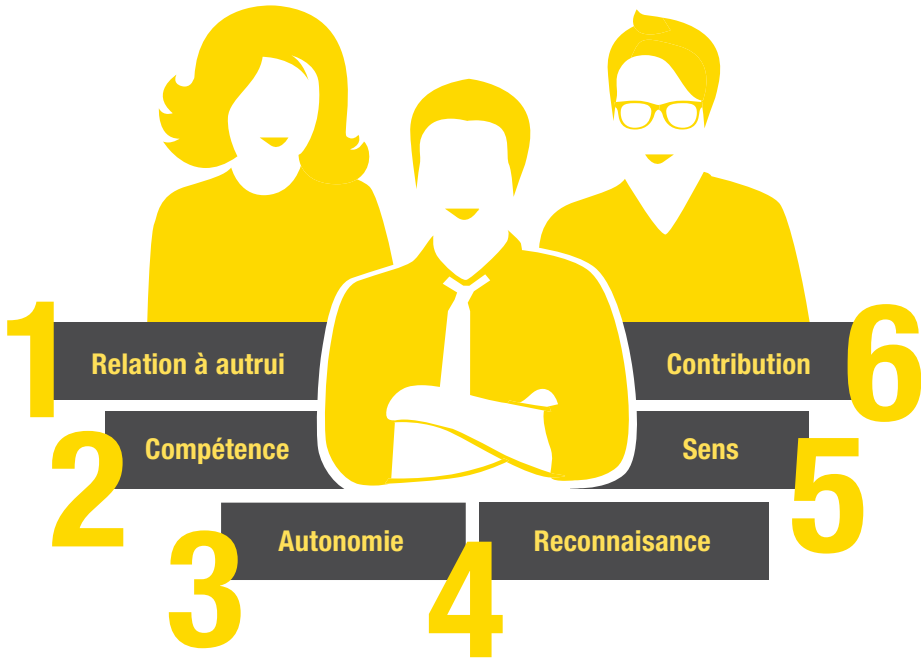 1 Relation à autrui
2 Compétence
3 Autonomie
4 Reconnaisance
5 Sens
6 Contribution